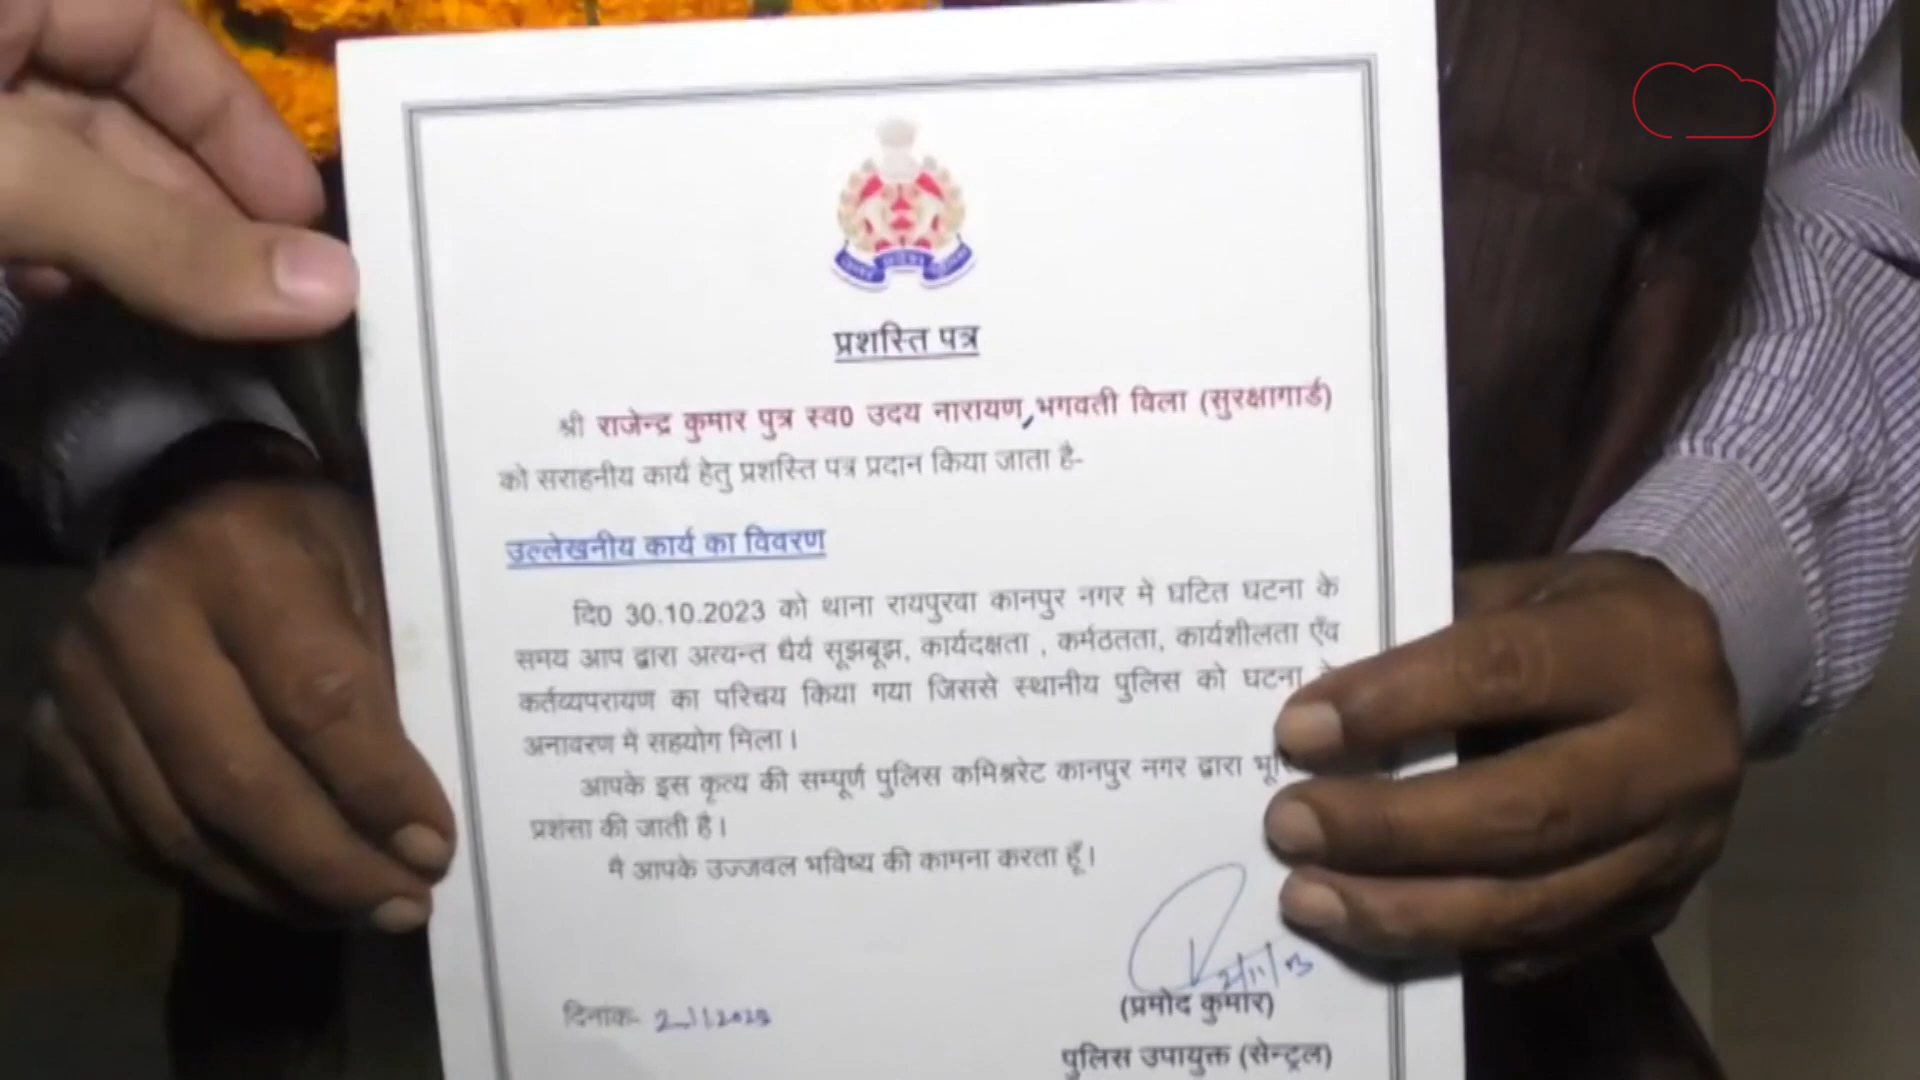 प्रशस्ति पत्र
श्री राजेन्द्र कुमार पुत्र स्व0 उदय नारायण, भगवती विला (सुरक्षागार्ड)
को सराहनीय कार्य हेतु प्रशस्ति पत्र प्रदान किया जाता है-
उल्लेखनीय कार्य का विवरण
दि0 30.10.2023 को थाना रायपुरवा कानपुर नगर मे घटित घटना के
समय आप द्वारा अत्यन्त धैर्य सूझबूझ, कार्यदक्षता , कर्मठतता, कार्यशीलता एँव
कर्तव्यपरायण का परिचय किया गया जिससे स्थानीय पुलिस को घटना
अनावरण में सहयोग मिला।
आपके इस कृत्य की सम्पूर्ण पुलिस कमिश्नरेट कानपुर नगर द्वारा
प्रशंसा की जाती है।
मै आपके उज्जवल भविष्य की कामना करता हूँ।
दिनांक-
(प्रमोद कुमार)
पुलिस उपायुक्त (सेन्ट्रल)